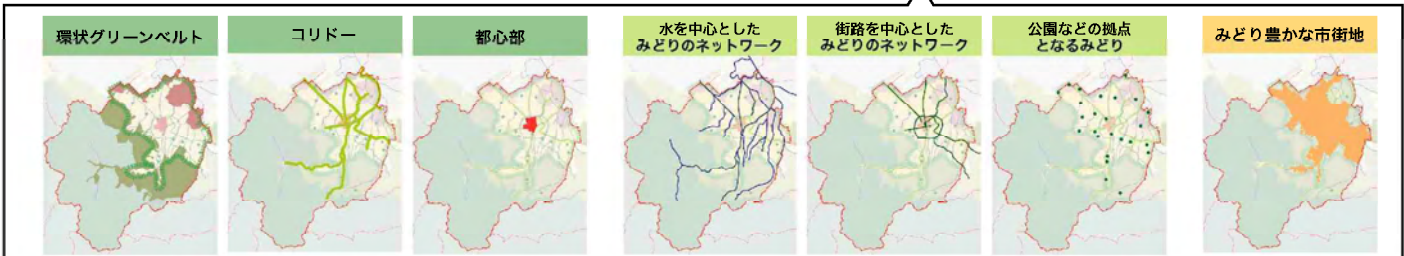 環状グリーンベルト
コリドー
都心部
水を中心とした
みどりのネットワーク
街路を中心とした
みどりのネットワーク
公園などの拠点
となるみどり
みどり豊かな市街地